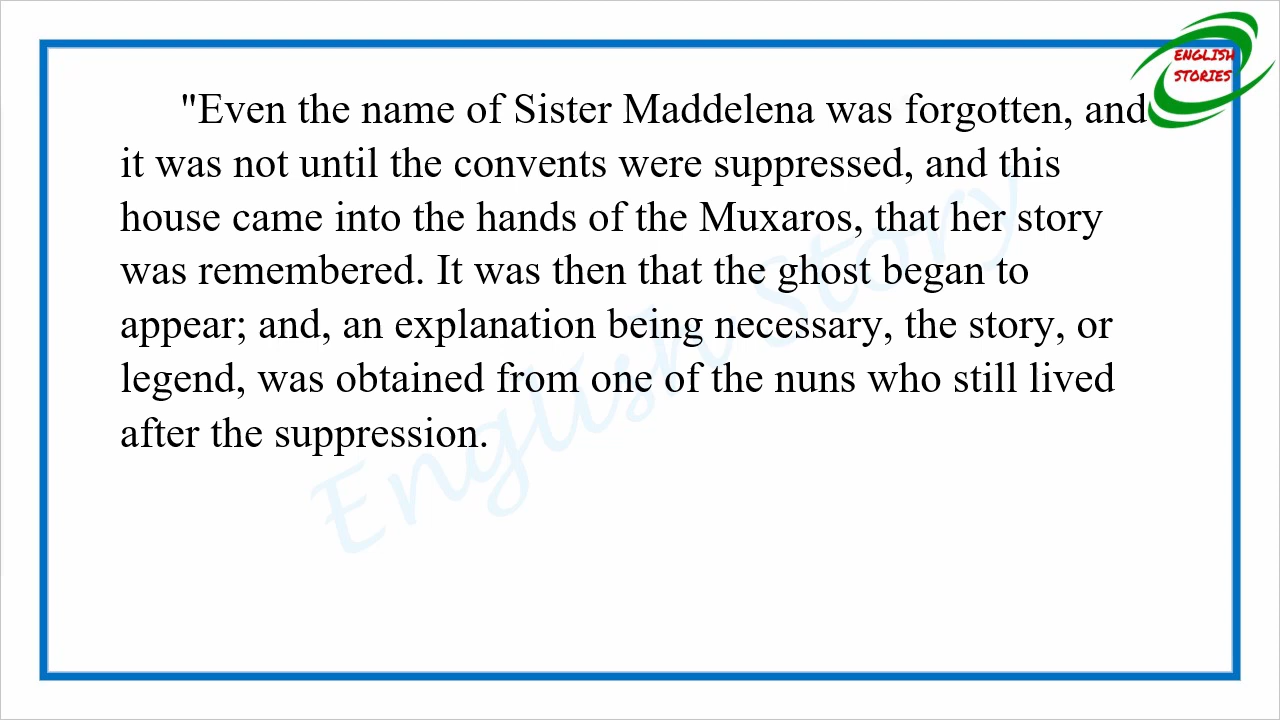 ENGLISH
STORIES
"Even the name of Sister Maddelena was forgotten, and
it was not until the convents were suppressed, and this
house came into the hands of the Muxaros, that her story
was remembered. It was then that the ghost began to
appear; and, an explanation being necessary, the story, or
legend, was obtained from one of the nuns who still lived
after the suppression.
English Story